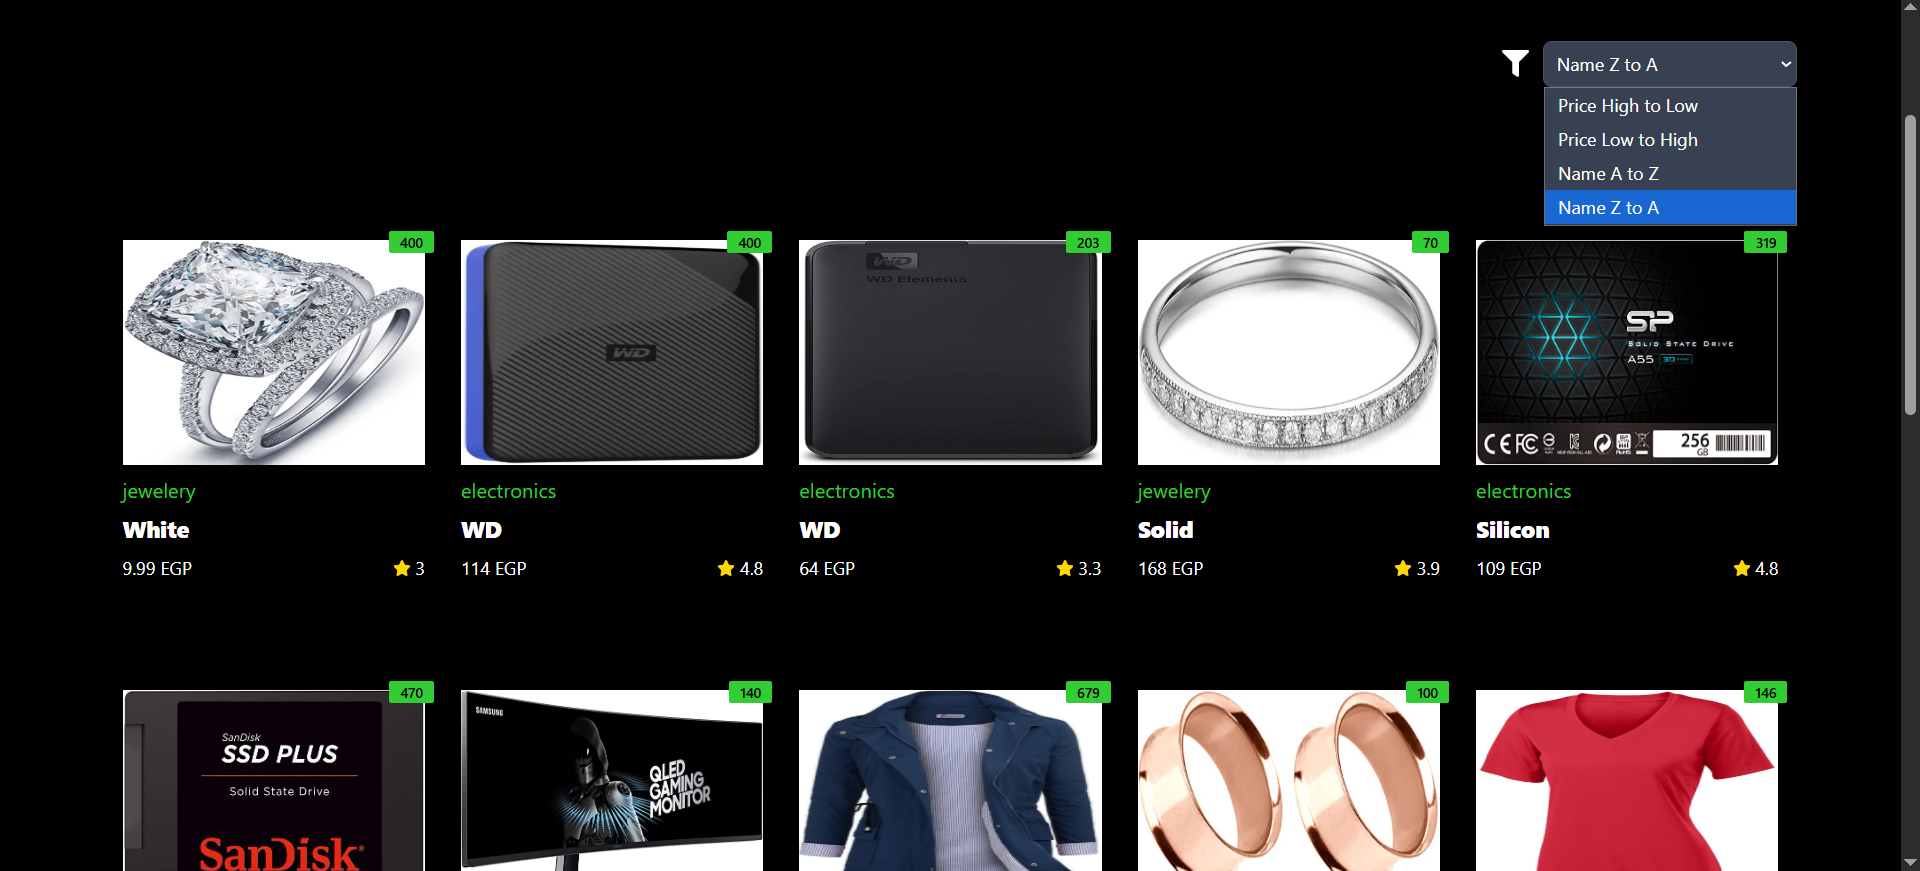 Name Z to A
Price High to Low
Price Low to High
Name A to Z
Name Z to A
400
400
203
70
319
WD
WD
WD Elements
SP
SOLID STATE DRIVE
A55
256
GB
jewelery
electronics
electronics
jewelery
electronics
White
WD
WD
Solid
Silicon
9.99 EGP
3
114 EGP
4.8
64 EGP
3.3
168 EGP
3.9
109 EGP
4.8
470
140
679
100
146
SanDisk
SSD PLUS
Solid State Drive
SanDisk
SAMSUNG
QLED
GAMING
MONITOR